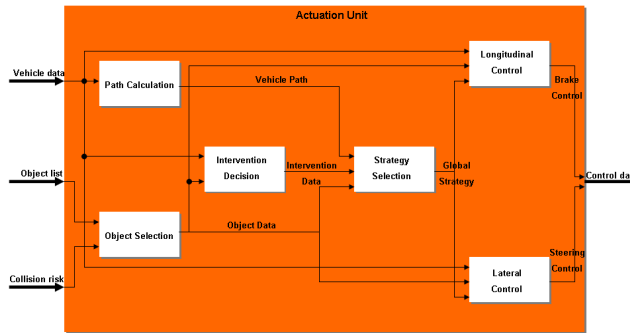 Actuation Unit
Vehicle data
Longitudinal
Control
Path Calculation
Vehicle Path
Brake
Control
Intervention
Decision
Intervention
Data
Strategy
Selection
Global
Strategy
Object list
Control da
Object Selection
Object Data
Collision risk
Lateral
Control
Steering
Control